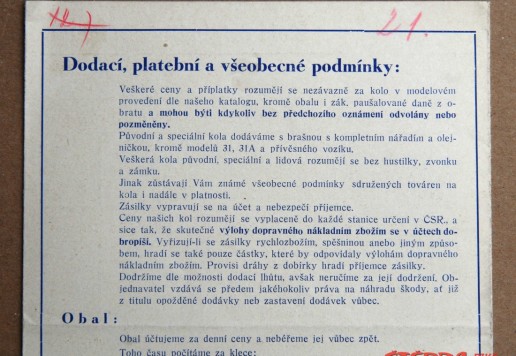 21.
Dodací, platební a všeobecné podmínky:
Veškeré ceny a příplatky rozumějí se nezávazně za kolo v modelovém
provedení dle našeho katalogu, kromě obalu i zák. paušalované daně z o-
bratu a mohou býti kdykoliv bez předchozího oznámení odvolány nebo
pozměněny.
Původní a speciální kola dodáváme s brašnou s kompletním nářadím a olej-
ničkou, kromě modelů 31, 31A a přívěsného vozíku.
Veškerá kola původní, speciální a lidová rozumějí se bez hustilky, zvonku
a zámku.
Jinak zůstávají Vám známé všeobecné podmínky sdružených továren na
kola i nadále v platnosti.
Zásilky vypravují se na účet a nebezpečí příjemce.
Ceny našich kol rozumějí se vyplaceně do každé stanice určení v ČSR., a
sice tak, že skutečné výlohy dopravného nákladním zbožím se v účtech do-
bropíší. Vyřizují-li se zásilky rychlozbožím, spěšninou anebo jiným způso-
bem, hradí se také pouze částky, které by odpovídaly výlohám dopravného
nákladním zbožím. Provisi dráhy z dobírky hradí příjemce zásilky.
Dodržíme dle možnosti dodací lhůtu, avšak neručíme za její dodržení. Ob-
jednavatel vzdává se předem jakéhokoliv práva na náhradu škody, ať již
z titulu opožděné dodávky neb zastavení dodávek vůbec.
Obal:
Obal účtujeme za denní ceny a nebéřeme jej vůbec zpět.
Toho času počítáme za klece: